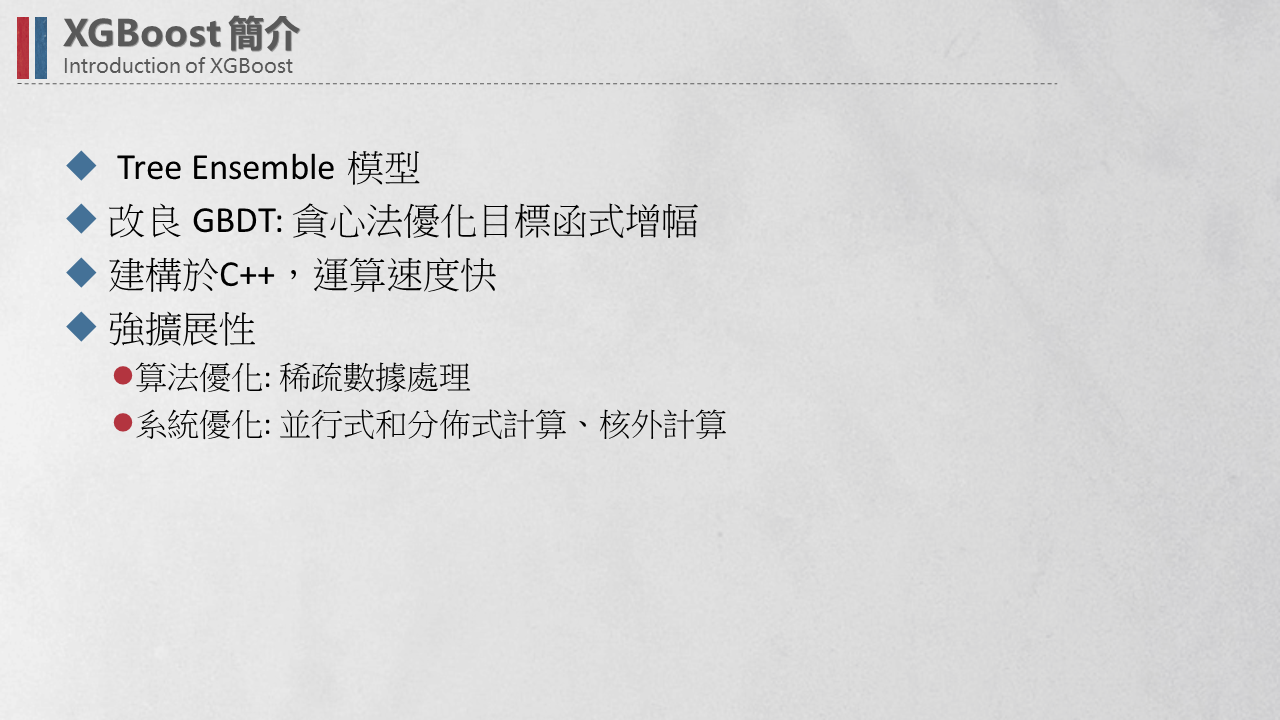 XGBoost 簡介
Introduction of XGBoost
Tree Ensemble 模型
改良 GBDT: 貪心法優化目標函式增幅
建構於C++，運算速度快
強擴展性
算法優化: 稀疏數據處理
系統優化: 並行式和分佈式計算、核外計算